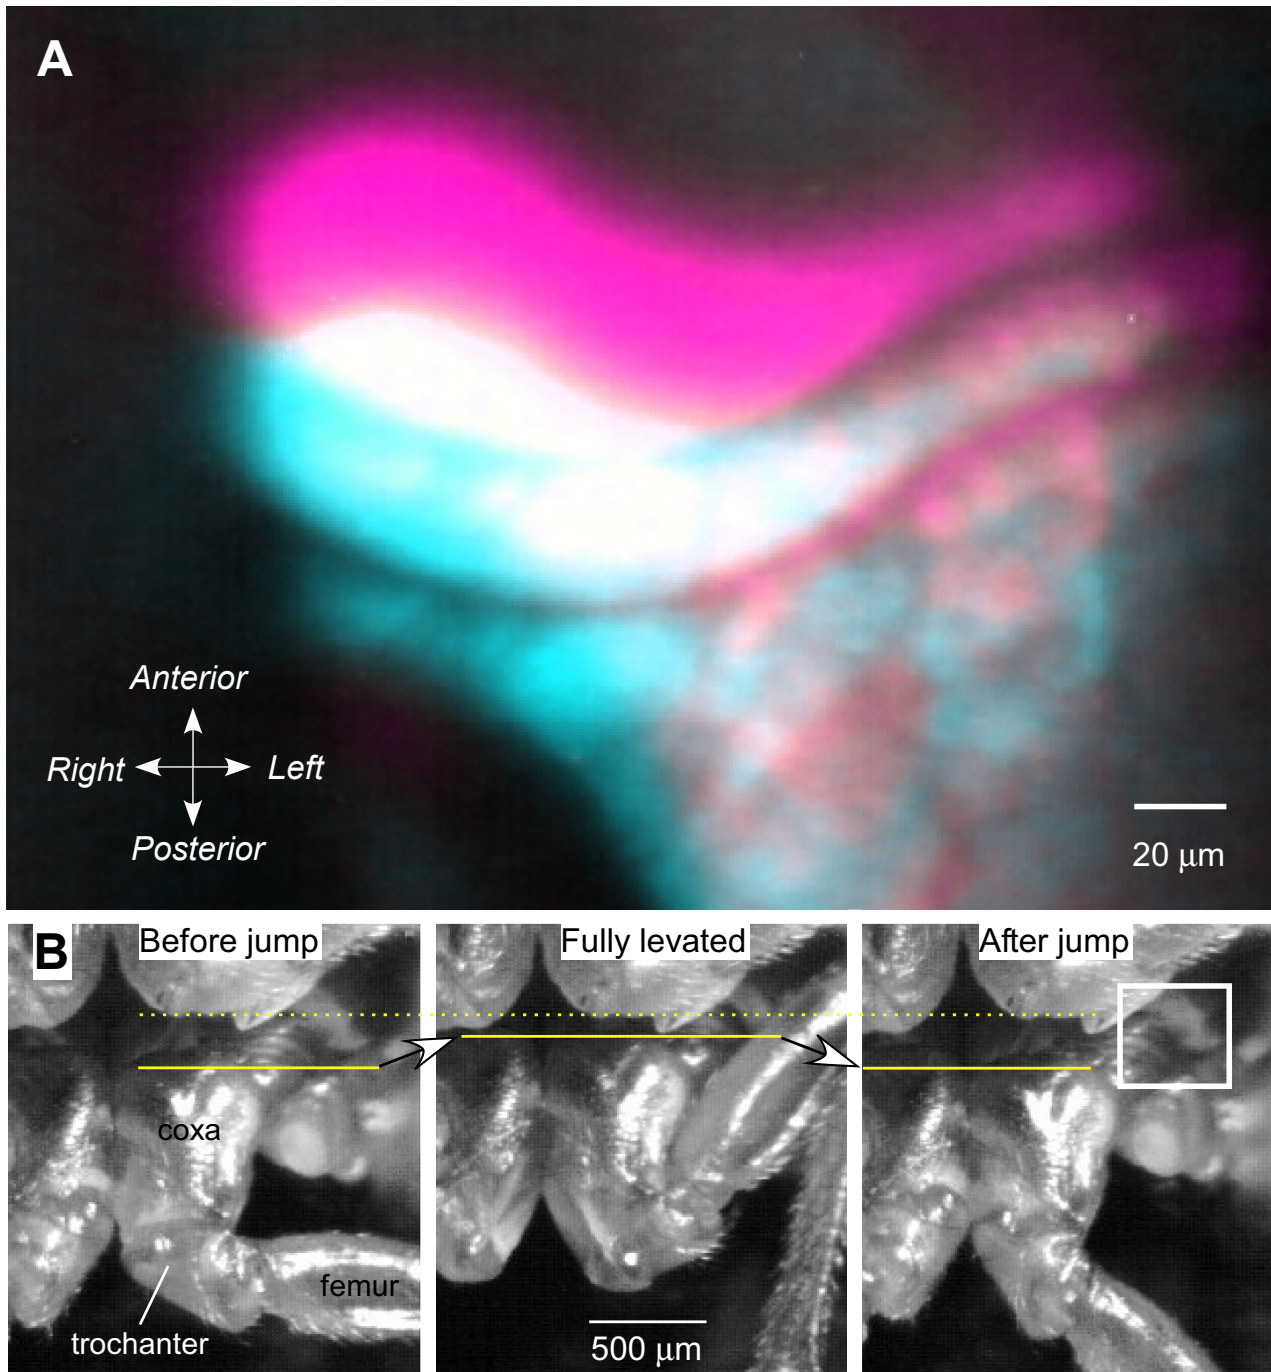 A
Anterior
Right
Left
Posterior
20 μm
B
Before jump
Fully levated
After jump
coxa
femur
trochanter
500 μm